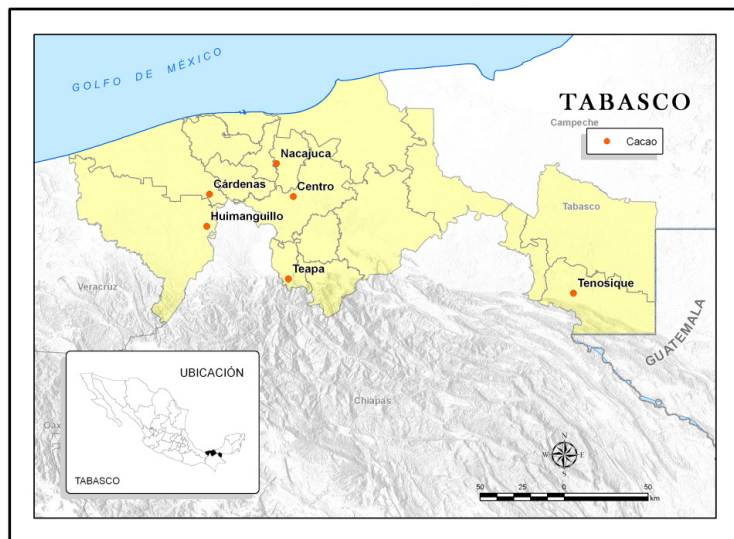 GOLFO DE MÉXICO
TABASCO
Campeche
Cacao
Nacajuca
Cárdenas
Centro
Huimanguillo
Tabasco
Teapa
Tenosique
Veracruz
GUATEMALA
UBICACIÓN
Chiapas
TABASCO
N
W E
S
50 25 0 50
km